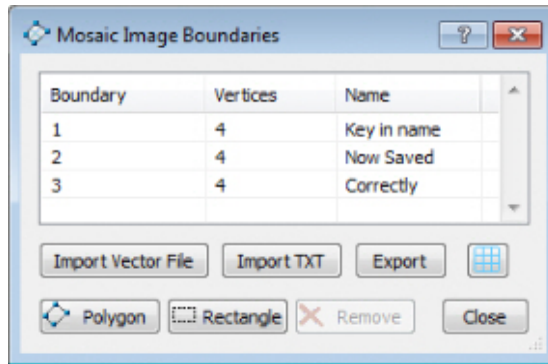 Mosaic Image Boundaries
?
Boundary Vertices Name
1 4 Key in name
2 4 Now Saved
3 4 Correctly
Import Vector File Import TXT Export
Polygon Rectangle Remove Close